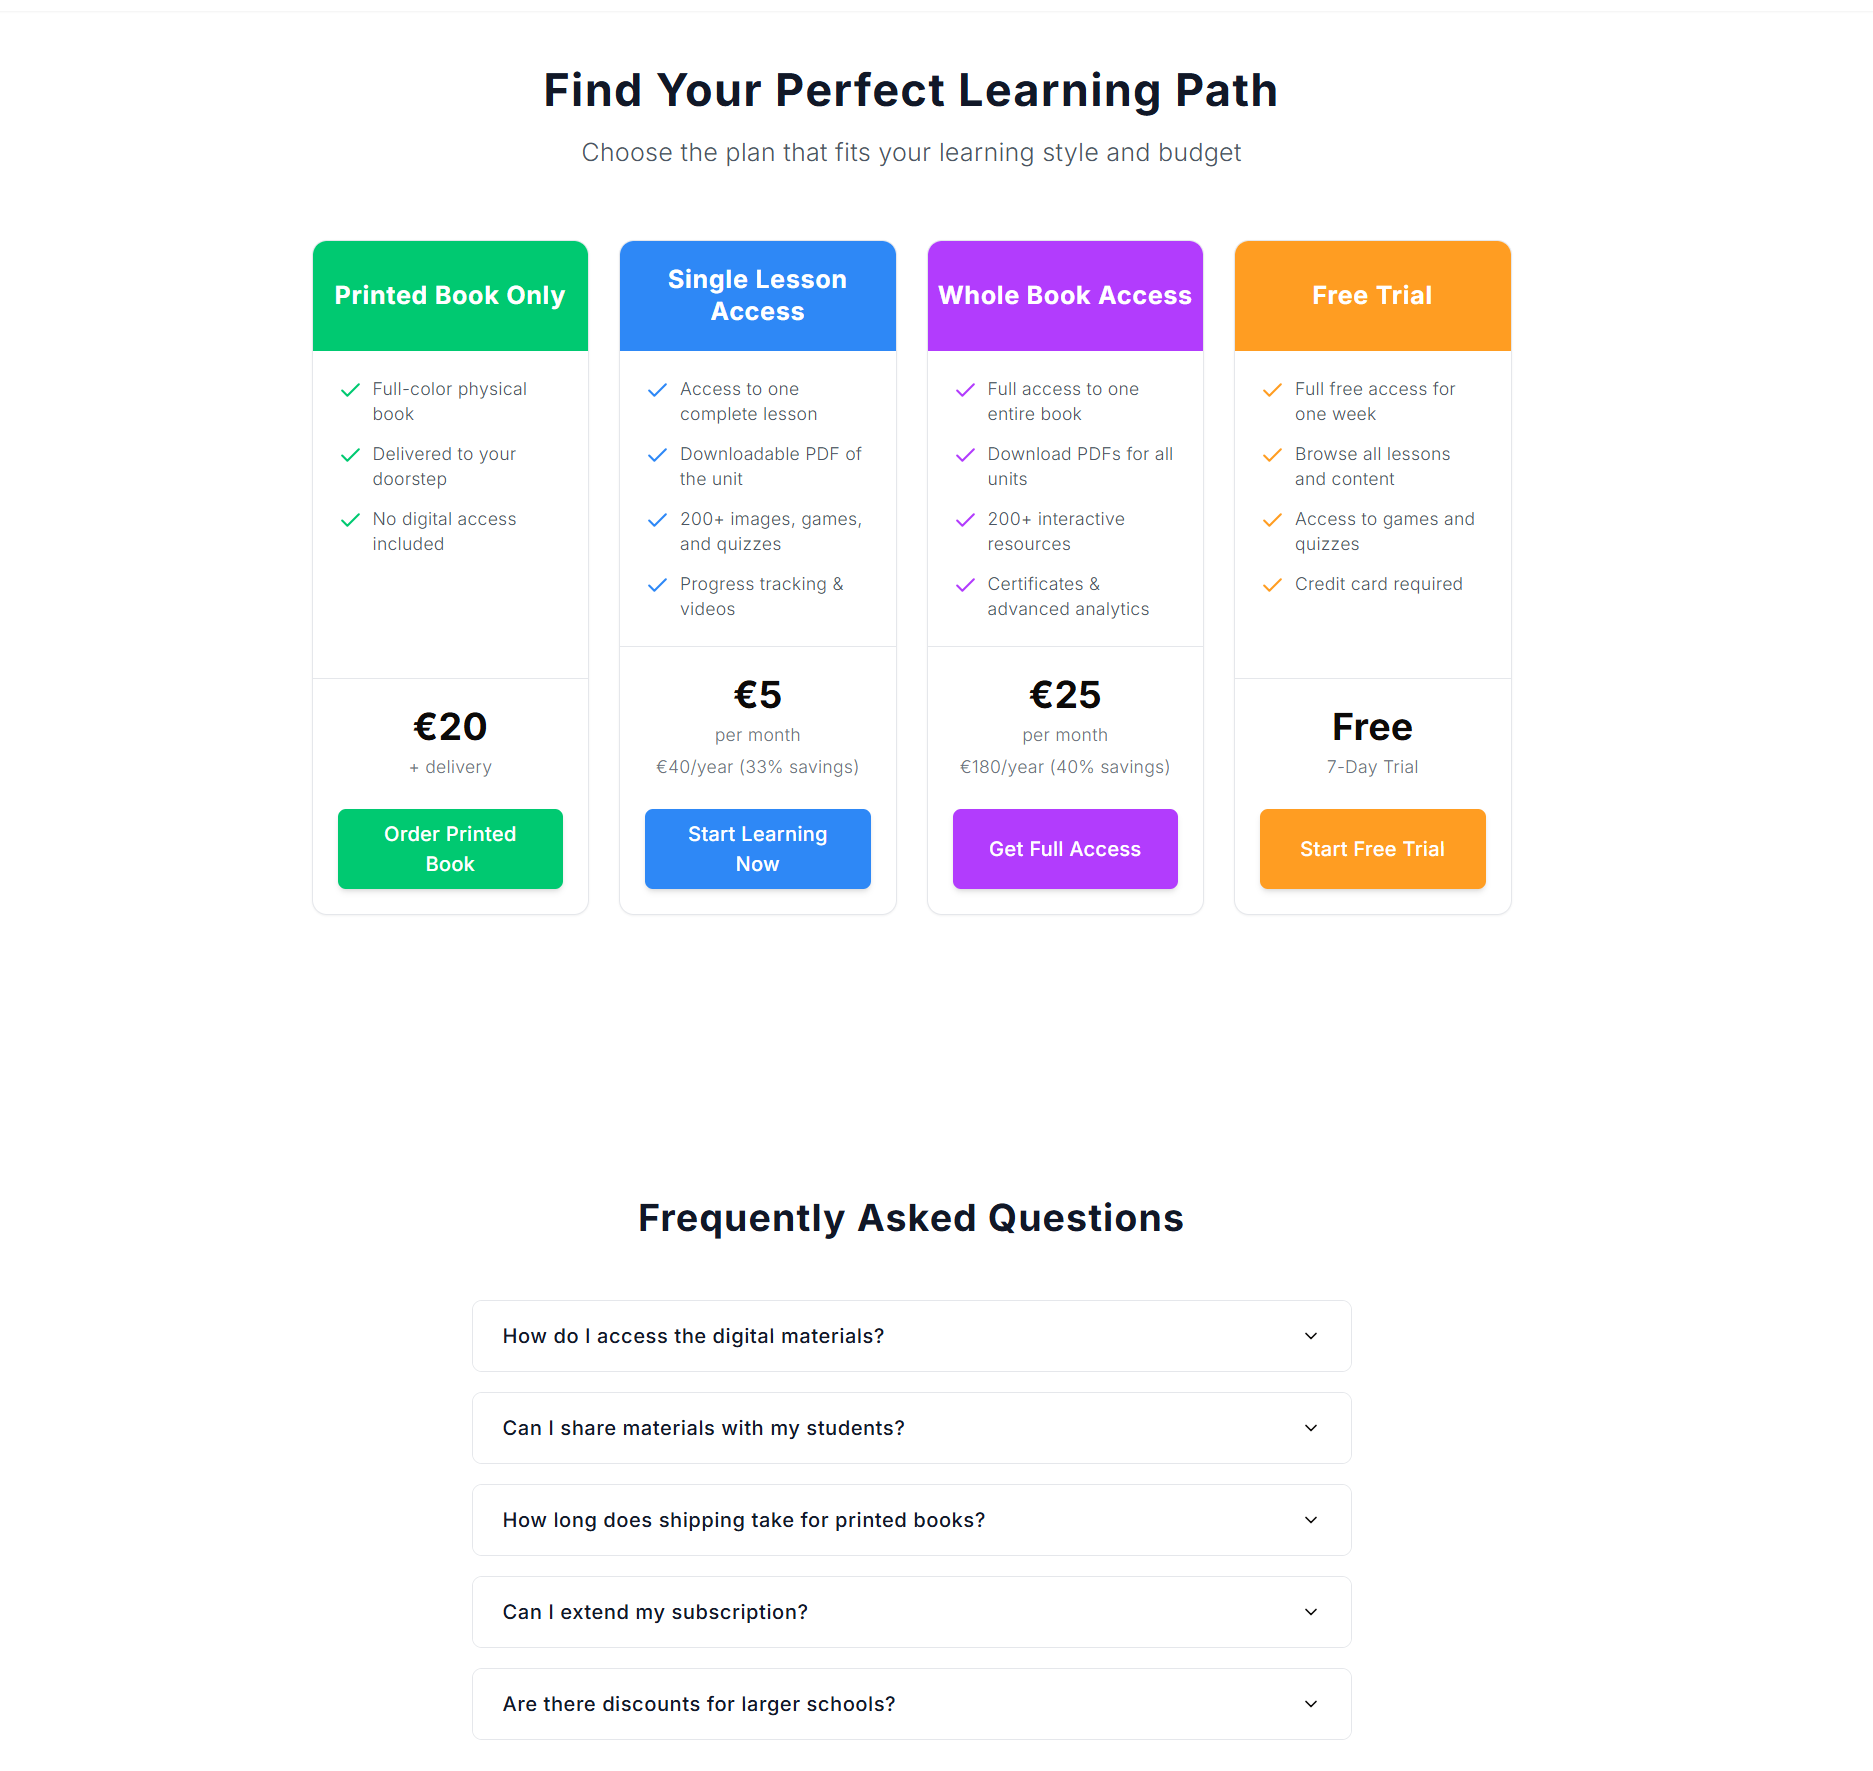 Find Your Perfect Learning Path
Choose the plan that fits your learning style and budget
Printed Book Only
Full-color physical
book
Delivered to your
doorstep
No digital access
included
€20
+ delivery
Order Printed
Book
Single Lesson
Access
Access to one
complete lesson
Downloadable PDF of
the unit
200+ images, games,
and quizzes
Progress tracking &
videos
€5
per month
€40/year (33% savings)
Start Learning
Now
Whole Book Access
Full access to one
entire book
Download PDFs for all
units
200+ interactive
resources
Certificates &
advanced analytics
€25
per month
€180/year (40% savings)
Get Full Access
Free Trial
Full free access for
one week
Browse all lessons
and content
Access to games and
quizzes
Credit card required
Free
7-Day Trial
Start Free Trial
Frequently Asked Questions
How do I access the digital materials?
Can I share materials with my students?
How long does shipping take for printed books?
Can I extend my subscription?
Are there discounts for larger schools?